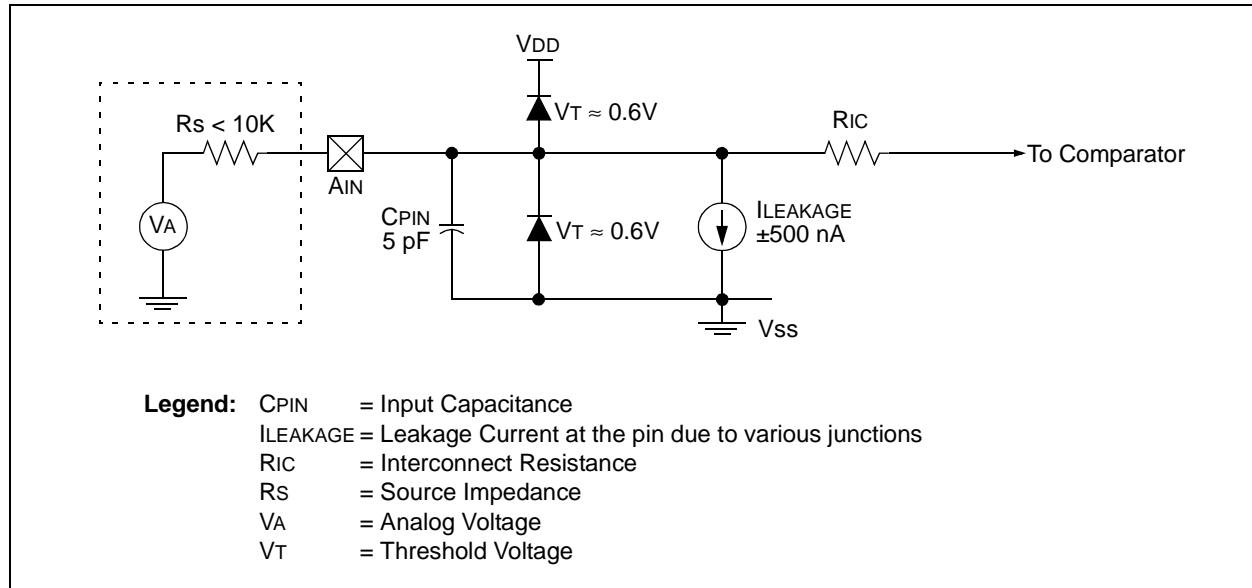 VDD
VT ≈ 0.6V
RS < 10K
RIC
AIN
To Comparator
VA
CPIN
5 pF
VT ≈ 0.6V
ILEAKAGE
±500 nA
VSS
Legend: CPIN = Input Capacitance
ILEAKAGE = Leakage Current at the pin due to various junctions
RIC = Interconnect Resistance
RS = Source Impedance
VA = Analog Voltage
VT = Threshold Voltage